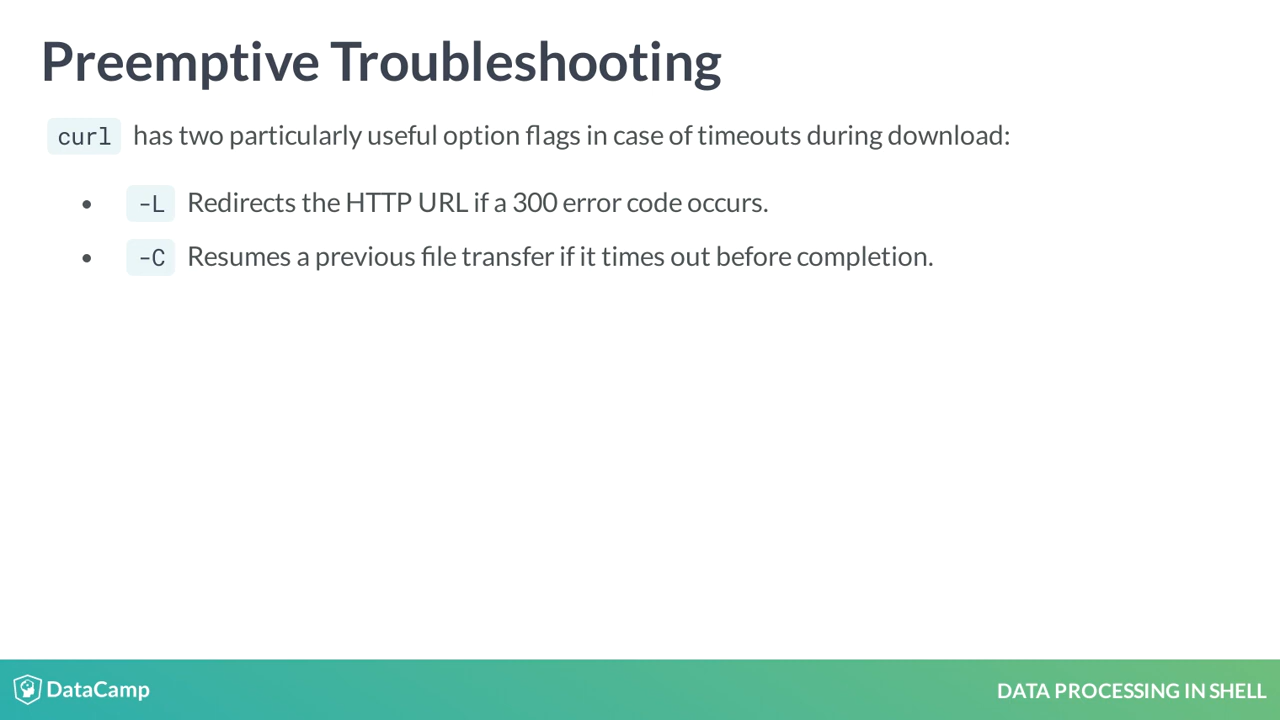 Preemptive Troubleshooting
curl has two particularly useful option flags in case of timeouts during download:
• -L Redirects the HTTP URL if a 300 error code occurs.
• -C Resumes a previous file transfer if it times out before completion.
DataCamp
DATA PROCESSING IN SHELL